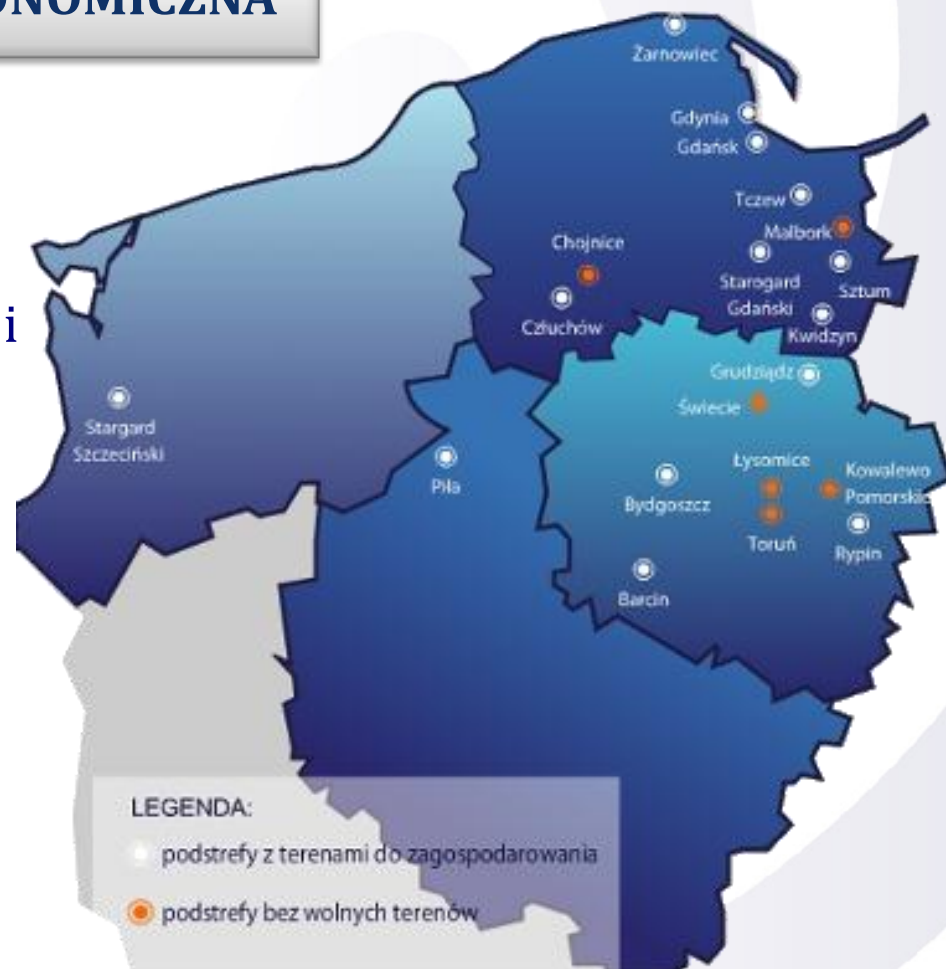 ONOMICZNA
i
Żarnowiec
Gdynia
Gdańsk
Tczew
Malbork
Chojnice
Starogard
Gdański
Sztum
Człuchów
Kwidzyn
Grudziądz
Świecie
Stargard
Szczeciński
Piła
Łysomice
Kowalewo
Pomorskie
Bydgoszcz
Toruń
Rypin
Barcin
LEGENDA:
podstrefy z terenami do zagospodarowania
podstrefy bez wolnych terenów